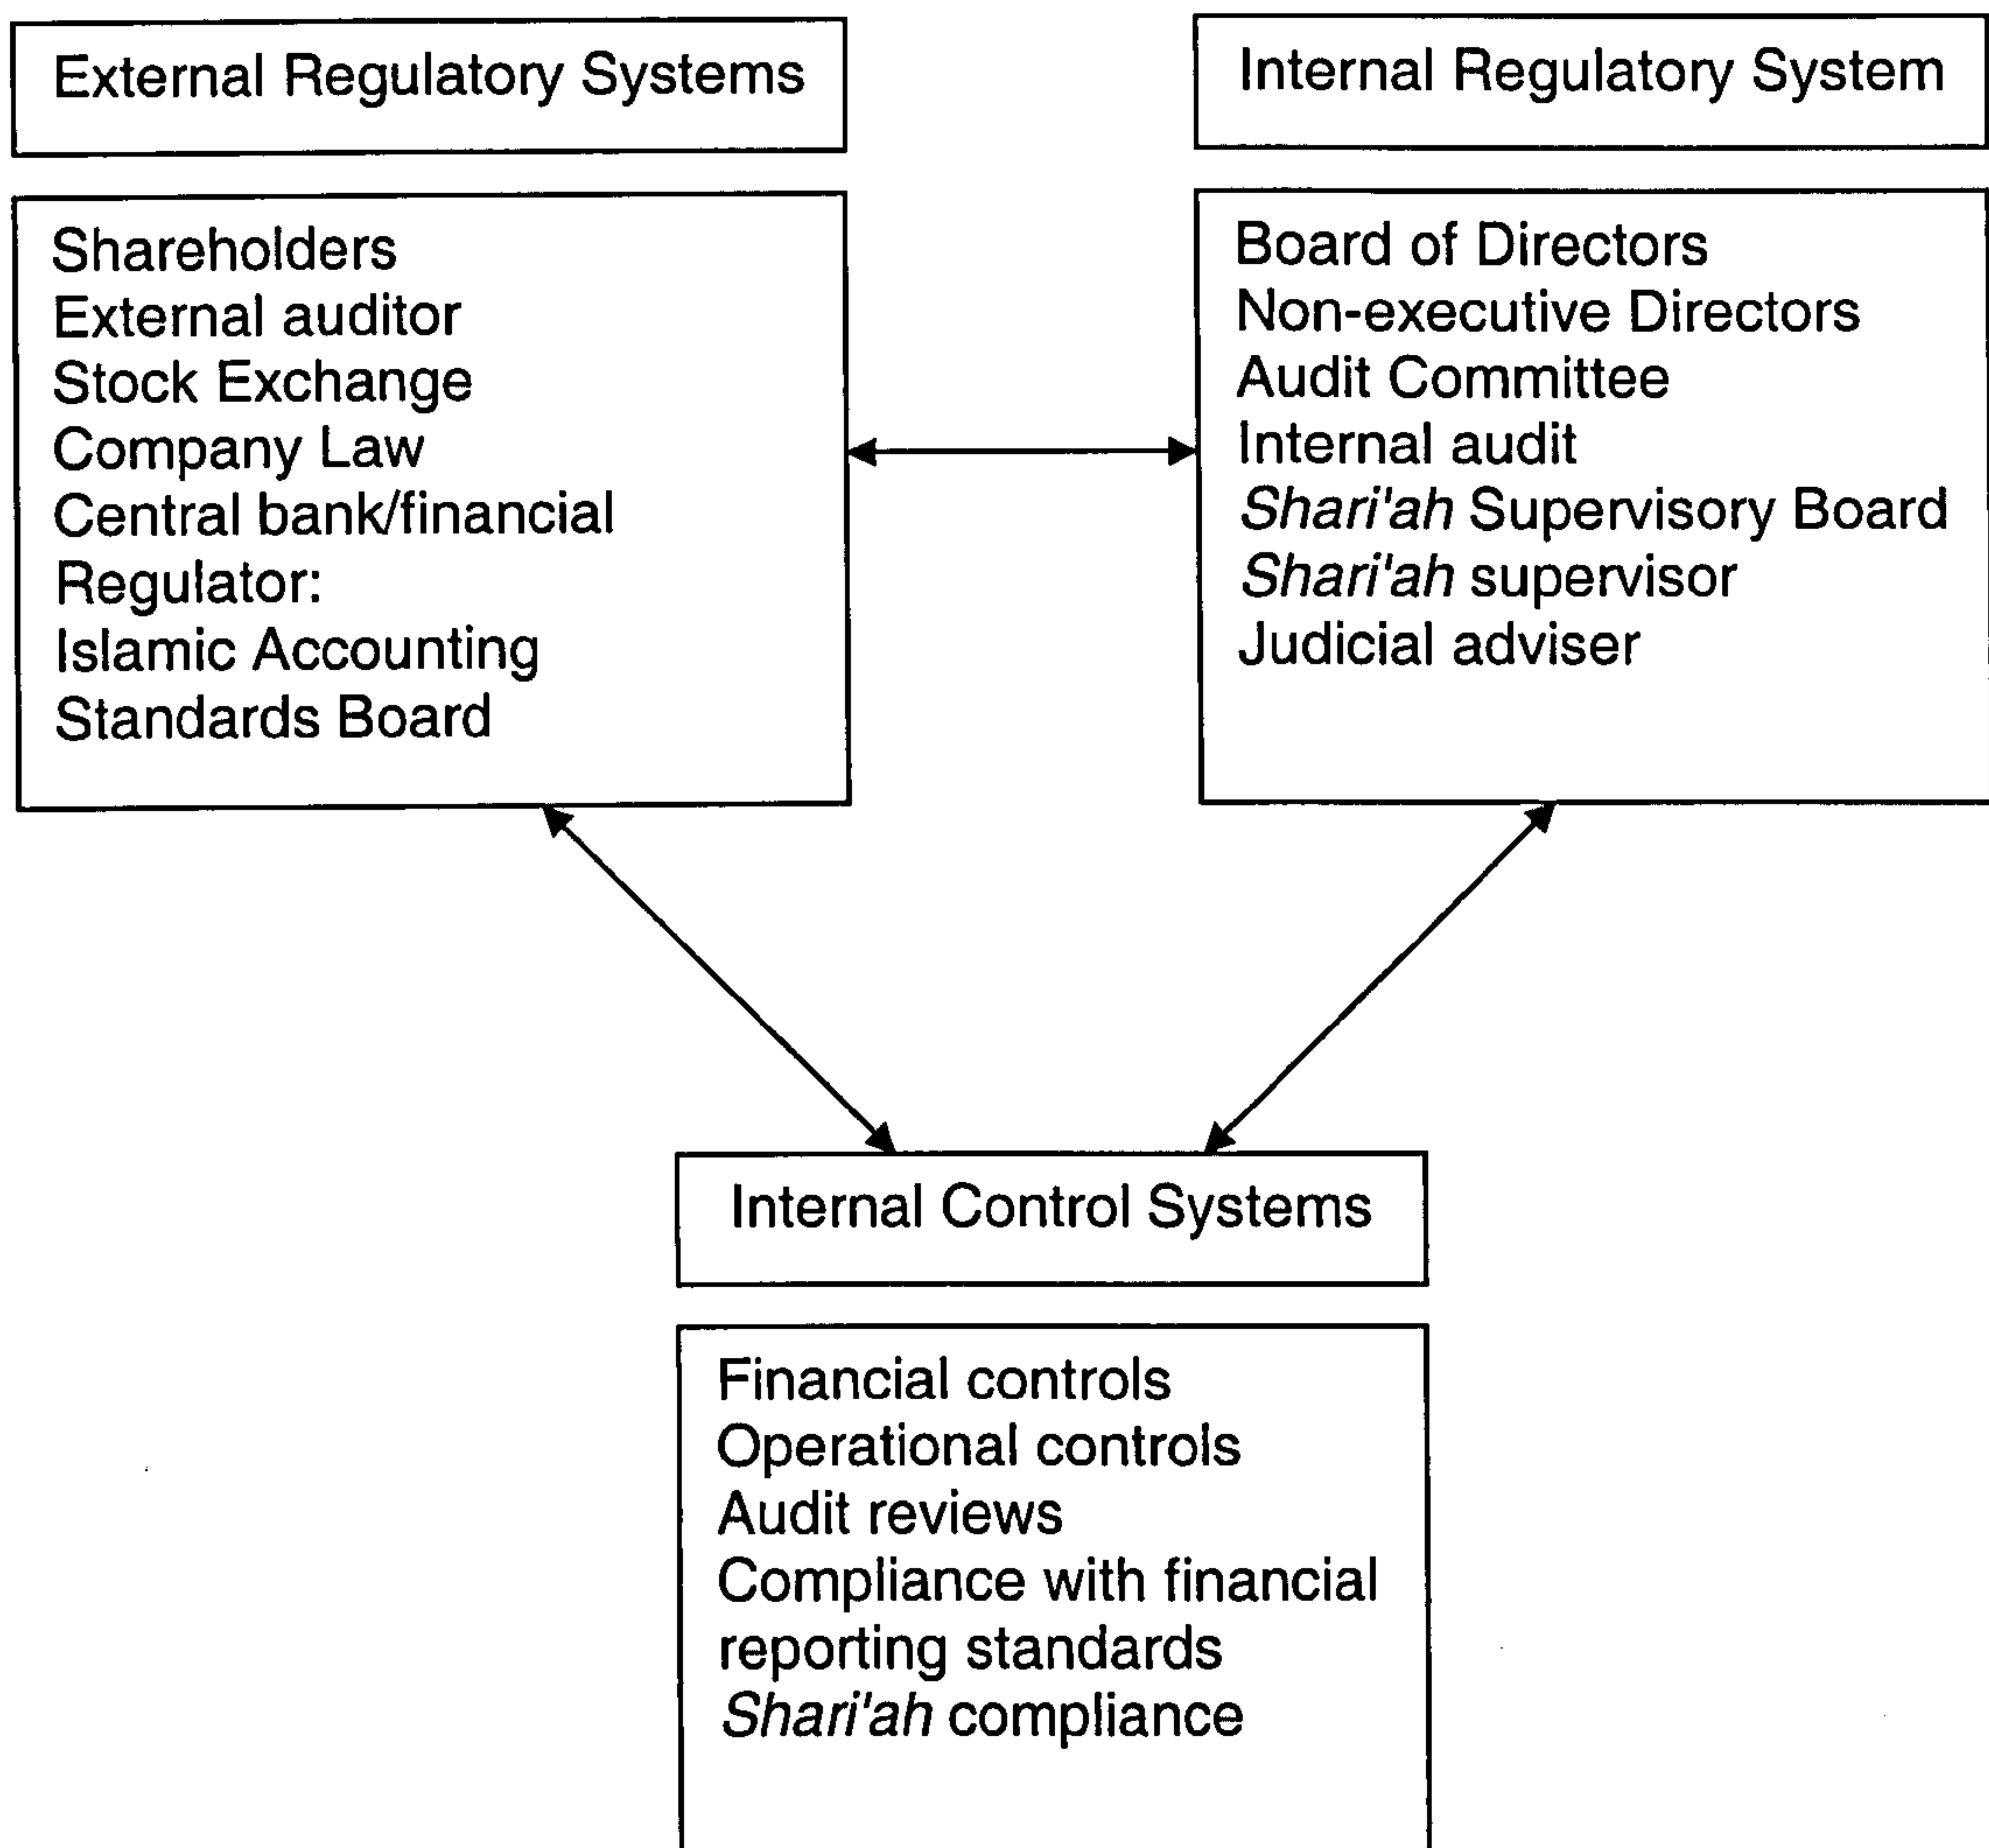 External Regulatory Systems
Shareholders
External auditor
Stock Exchange
Company Law
Central bank/financial
Regulator:
Islamic Accounting
Standards Board
Internal Regulatory System
Board of Directors
Non-executive Directors
Audit Committee
Internal audit
Shari'ah Supervisory Board
Shari'ah supervisor
Judicial adviser
Internal Control Systems
Financial controls
Operational controls
Audit reviews
Compliance with financial
reporting standards
Shari'ah compliance